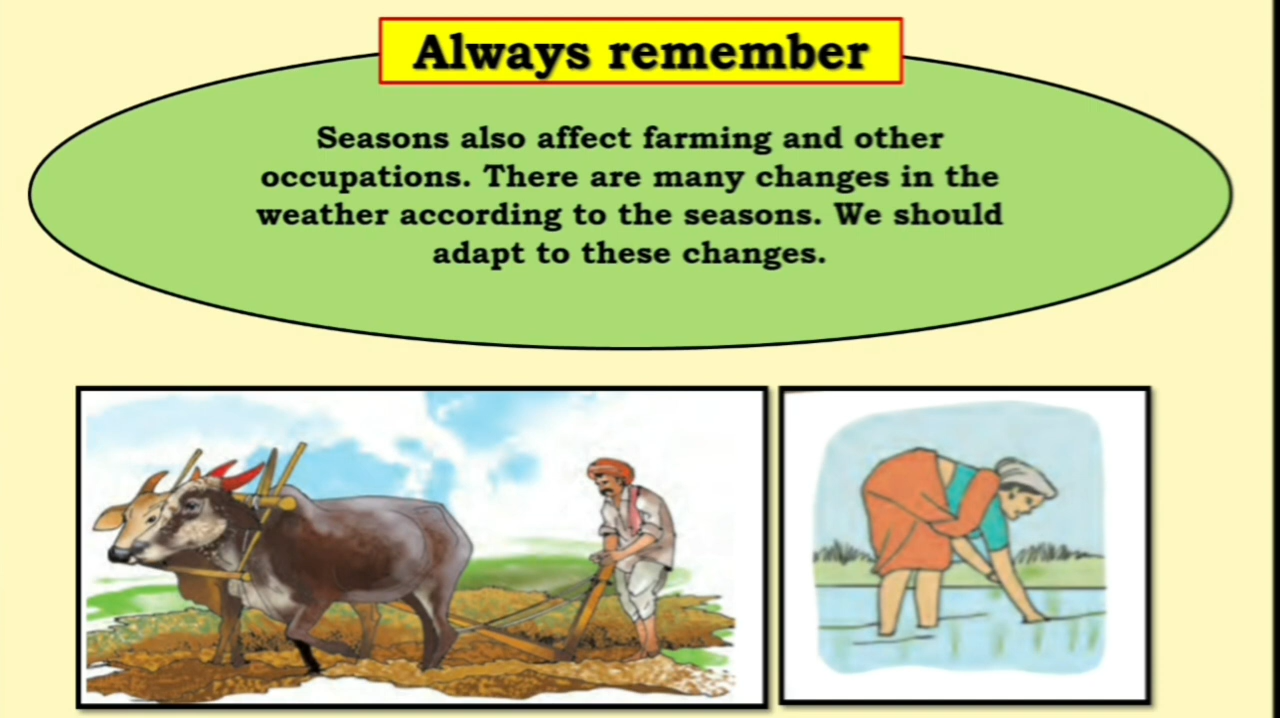 Always remember
Seasons also affect farming and other
occupations. There are many changes in the
weather according to the seasons. We should
adapt to these changes.